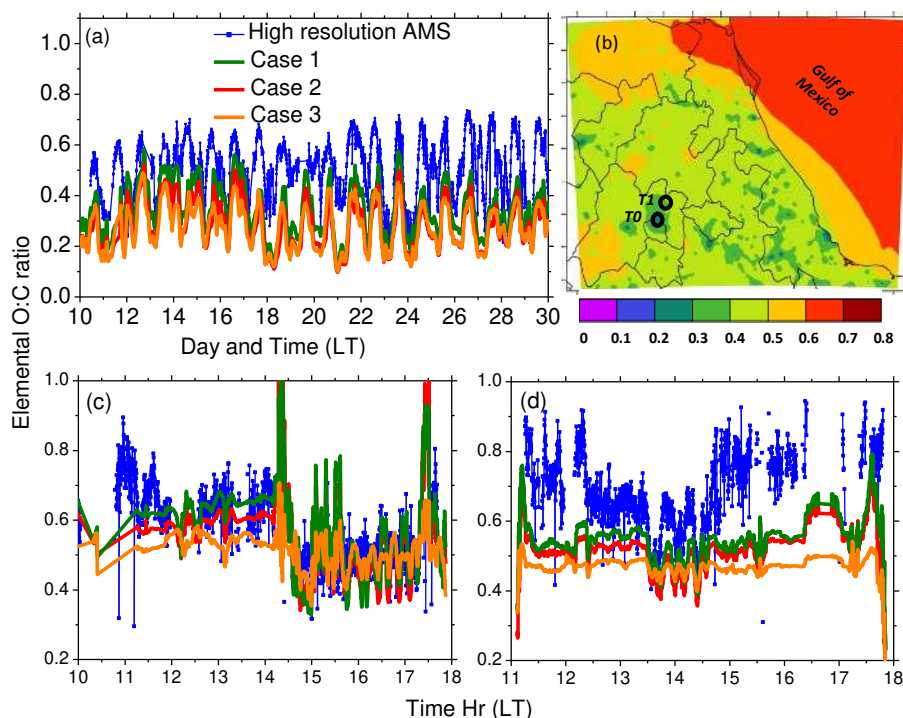 Elemental O:C ratio
(a)
High resolution AMS
Case 1
Case 2
Case 3
1.0
0.8
0.6
0.4
0.2
0.0
10 12 14 16 18 20 22 24 26 28 30
Day and Time (LT)
(b)
Gulf of
Mexico
T1
T0
0 0.1 0.2 0.3 0.4 0.5 0.6 0.7 0.8
(c)
1.0
0.8
0.6
0.4
0.2
10 11 12 13 14 15 16 17 18
(d)
1.0
0.8
0.6
0.4
0.2
11 12 13 14 15 16 17 18
Time Hr (LT)